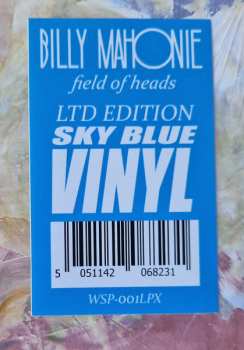 BILLY MAHONIE
field of heads
LTD EDITION
SKY BLUE
VINYL
5 051142 068231
WSP-001LPX